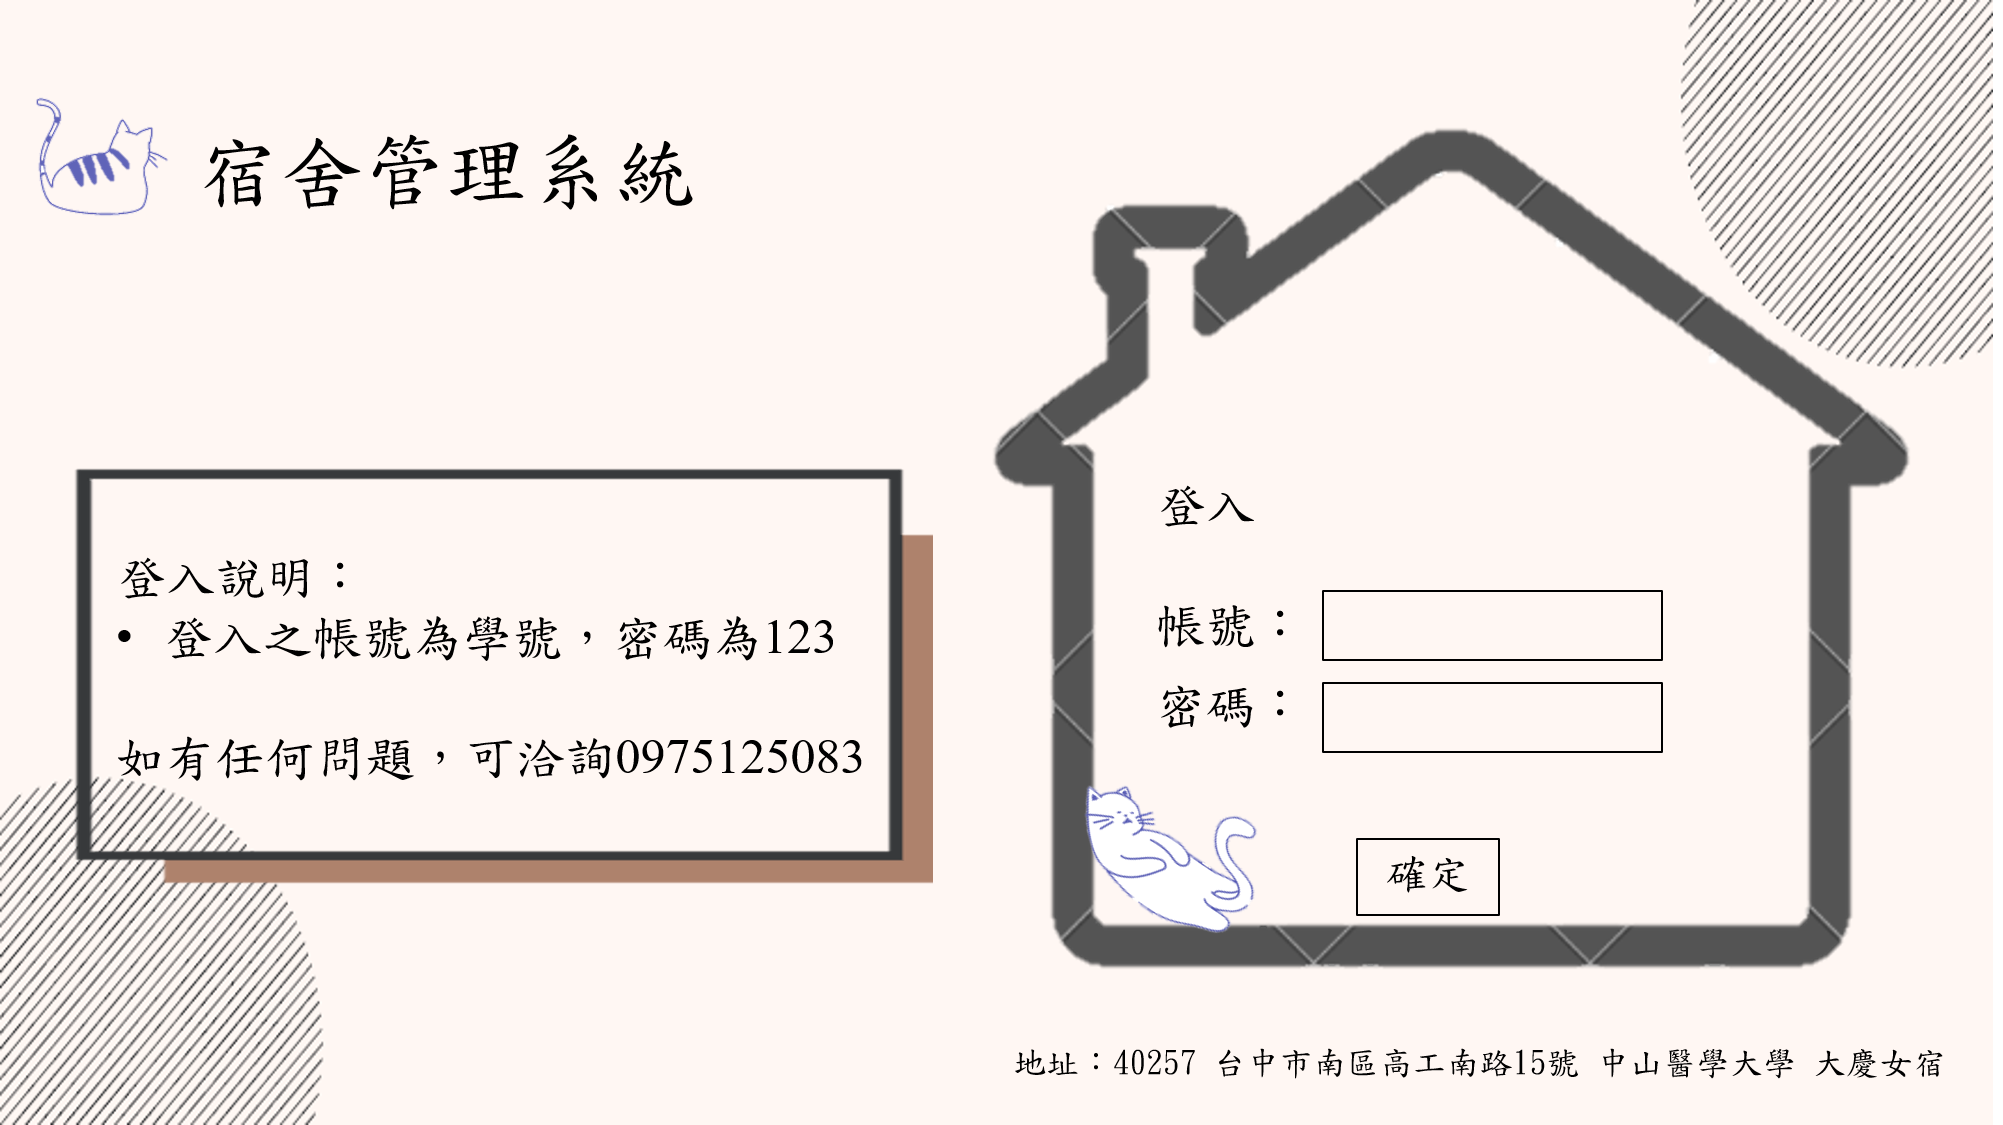 宿舍管理系統
登入說明：
• 登入之帳號為學號，密碼為123
如有任何問題，可洽詢0975125083
登入
帳號：
密碼：
確定
地址：40257 台中市南區高工南路15號 中山醫學大學 大慶女宿